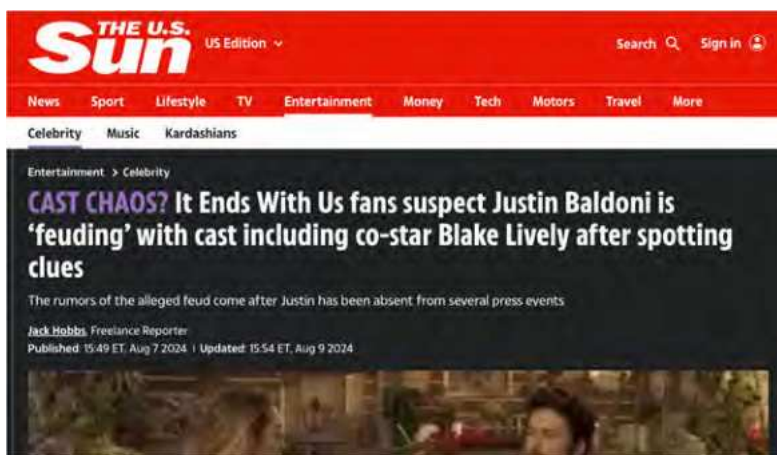 THE U.S.
Sun
US Edition
Search
Sign in
News Sport Lifestyle TV Entertainment Money Tech Motors Travel More
Celebrity Music Kardashians
Entertainment > Celebrity
CAST CHAOS? It Ends With Us fans suspect Justin Baldoni is
‘feuding’ with cast including co-star Blake Lively after spotting
clues
The rumors of the alleged feud come after Justin has been absent from several press events
Jack Hobbs, Freelance Reporter
Published: 15:49 ET, Aug 7 2024 | Updated: 15:54 ET, Aug 9 2024